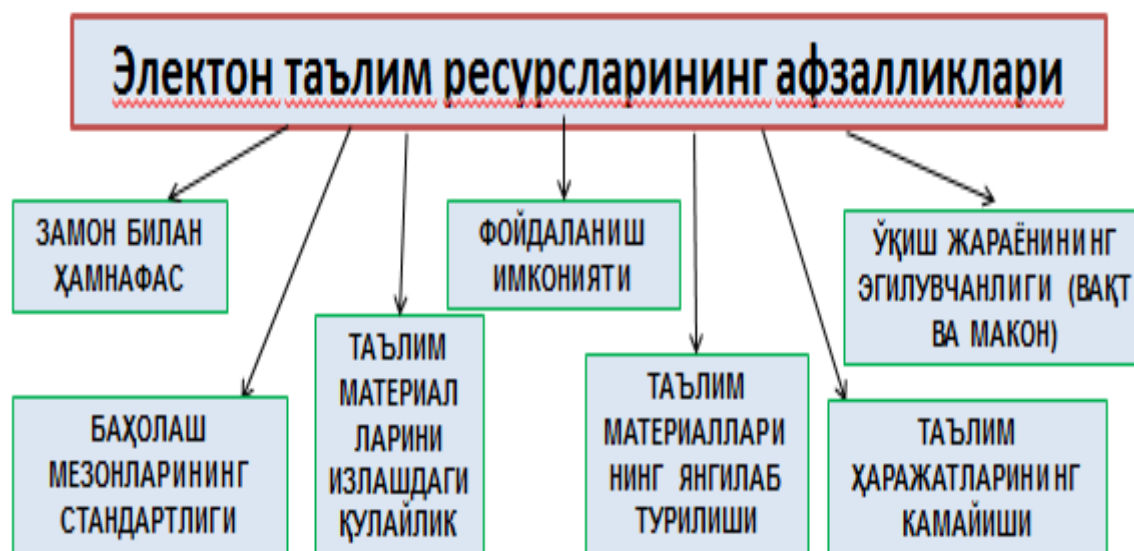 Электон таълим ресурсларининг афзалликлари
ЗАМОН БИЛАН
ҲАМНАФАС
ФОЙДАЛАНИШ
ИМКОНИЯТИ
ЎҚИШ ЖАРАЁНИНИНГ
ЭГИЛУВЧАНЛИГИ (ВАҚТ
ВА МАКОН)
БАҲОЛАШ
МЕЗОНЛАРИНИНГ
СТАНДАРТЛИГИ
ТАЪЛИМ
МАТЕРИАЛ
ЛАРИНИ
ИЗЛАШДАГИ
ҚУЛАЙЛИК
ТАЪЛИМ
МАТЕРИАЛЛАРИ
НИНГ ЯНГИЛАБ
ТУРИЛИШИ
ТАЪЛИМ
ҲАРАЖАТЛАРИНИНГ
КАМАЙИШИ